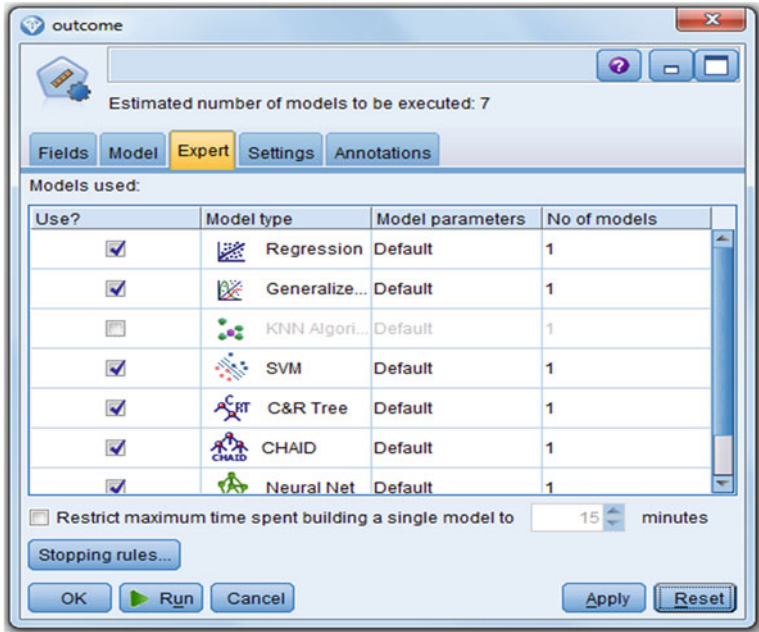 outcome
Estimated number of models to be executed: 7
Fields Model Expert Settings Annotations
Models used:
Use? Model type Model parameters No of models
Regression Default 1
Generalize... Default 1
KNN Algori... Default 1
SVM Default 1
CRT C&R Tree Default 1
CHAID CHAID Default 1
Neural Net Default 1
Restrict maximum time spent building a single model to 15 minutes
Stopping rules...
OK Run Cancel Apply Reset